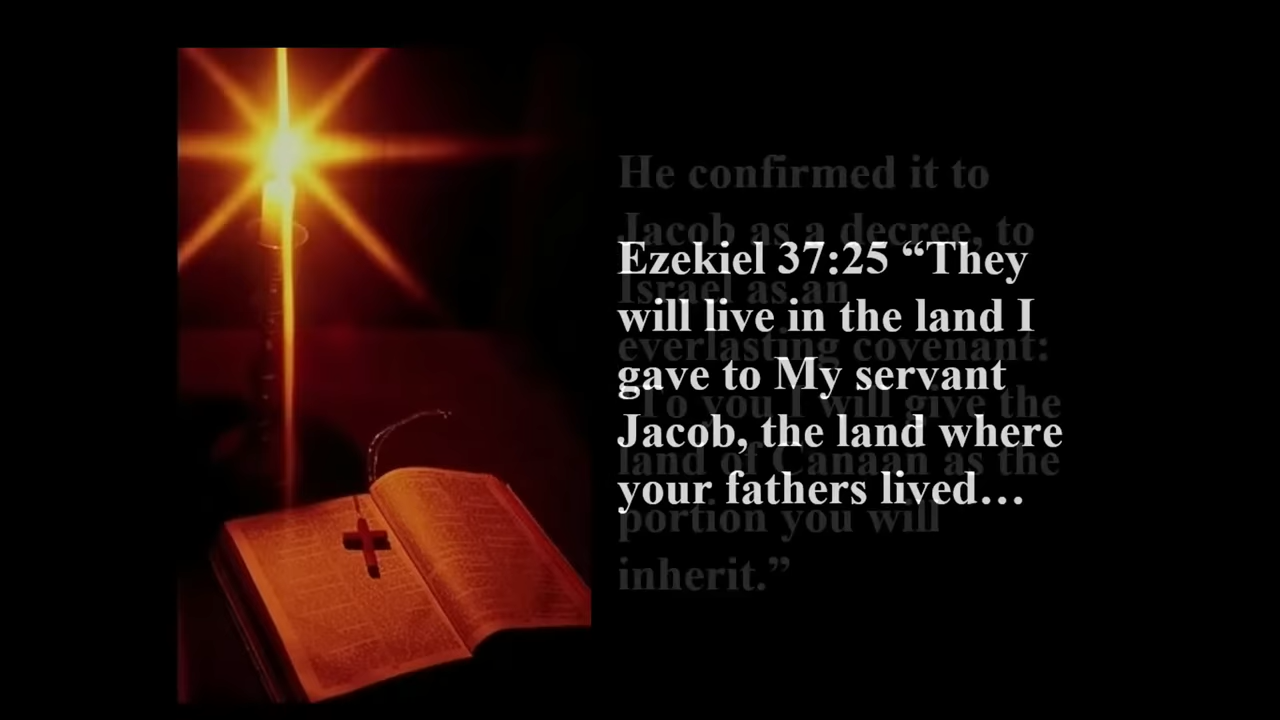 He confirmed it to
Jacob as a decree, to
Israel as an
everlasting covenant:
"To you I will give the
land of Canaan as the
portion you will
inherit.”
Ezekiel 37:25 “They
will live in the land I
gave to My servant
Jacob, the land where
your fathers lived…